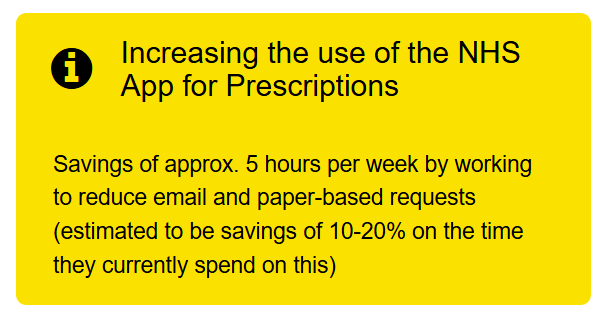 Increasing the use of the NHS
App for Prescriptions
Savings of approx. 5 hours per week by working
to reduce email and paper-based requests
(estimated to be savings of 10-20% on the time
they currently spend on this)